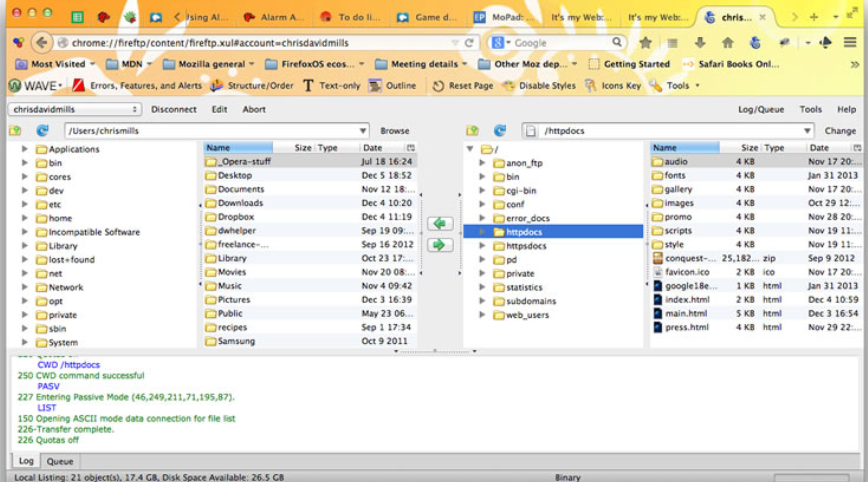 Using Al... Alarm A... To do li... Game d... MoPad: ... It's my Web:... It's my Web:... chris...
chrome://fireftp/content/fireftp.xul#account=chrisdavidmills Google
Most Visited MDN Mozilla general FirefoxOS ecos... Meeting details Other Moz dep... Getting Started Safari Books Onl...
WAVE Errors, Features, and Alerts Structure/Order Text-only Outline Reset Page Disable Styles Icons Key Tools
chrisdavidmills Disconnect Edit Abort Log/Queue Tools Help
/Users/chrismills Browse /httpdocs Change
Applications
bin
cores
dev
etc
home
Incompatible Software
Library
lost+found
net
Network
opt
private
sbin
System
Name Size Type Date
_Opera-stuff Jul 18 16:24
Desktop Dec 5 18:52
Documents Nov 12 18:...
Downloads Dec 4 10:20
Dropbox Dec 4 11:19
dwhelper Sep 19 09:...
freelance-... Sep 16 2012
Library Oct 23 17:...
Movies Nov 20 08:...
Music Nov 4 09:42
Pictures Dec 3 16:39
Public May 23 06...
recipes Sep 1 17:34
Samsung Oct 9 2011
/
anon_ftp
bin
cgi-bin
conf
error_docs
httpdocs
httpsdocs
pd
private
statistics
subdomains
web_users
Name Size Type Date
audio 4 KB Nov 17 20:...
fonts 4 KB Jan 31 2013
gallery 4 KB Nov 17 20:...
images 4 KB Oct 29 12:...
promo 4 KB Nov 28 20:...
scripts 4 KB Nov 19 11:...
style 4 KB Nov 19 11:...
conquest-... 25,182... zip Sep 9 2012
favicon.ico 2 KB ico Nov 17 20:...
google18e... 1 KB html Jan 31 2013
index.html 2 KB html Dec 4 10:59
main.html 5 KB html Dec 3 16:54
press.html 4 KB html Nov 29 22:...
CWD /httpdocs
250 CWD command successful
PASV
227 Entering Passive Mode (46,249,211,71,195,87).
LIST
150 Opening ASCII mode data connection for file list
226-Transfer complete.
226 Quotas off
Log Queue
Local Listing: 21 object(s), 17.4 GB, Disk Space Available: 26.5 GB Binary